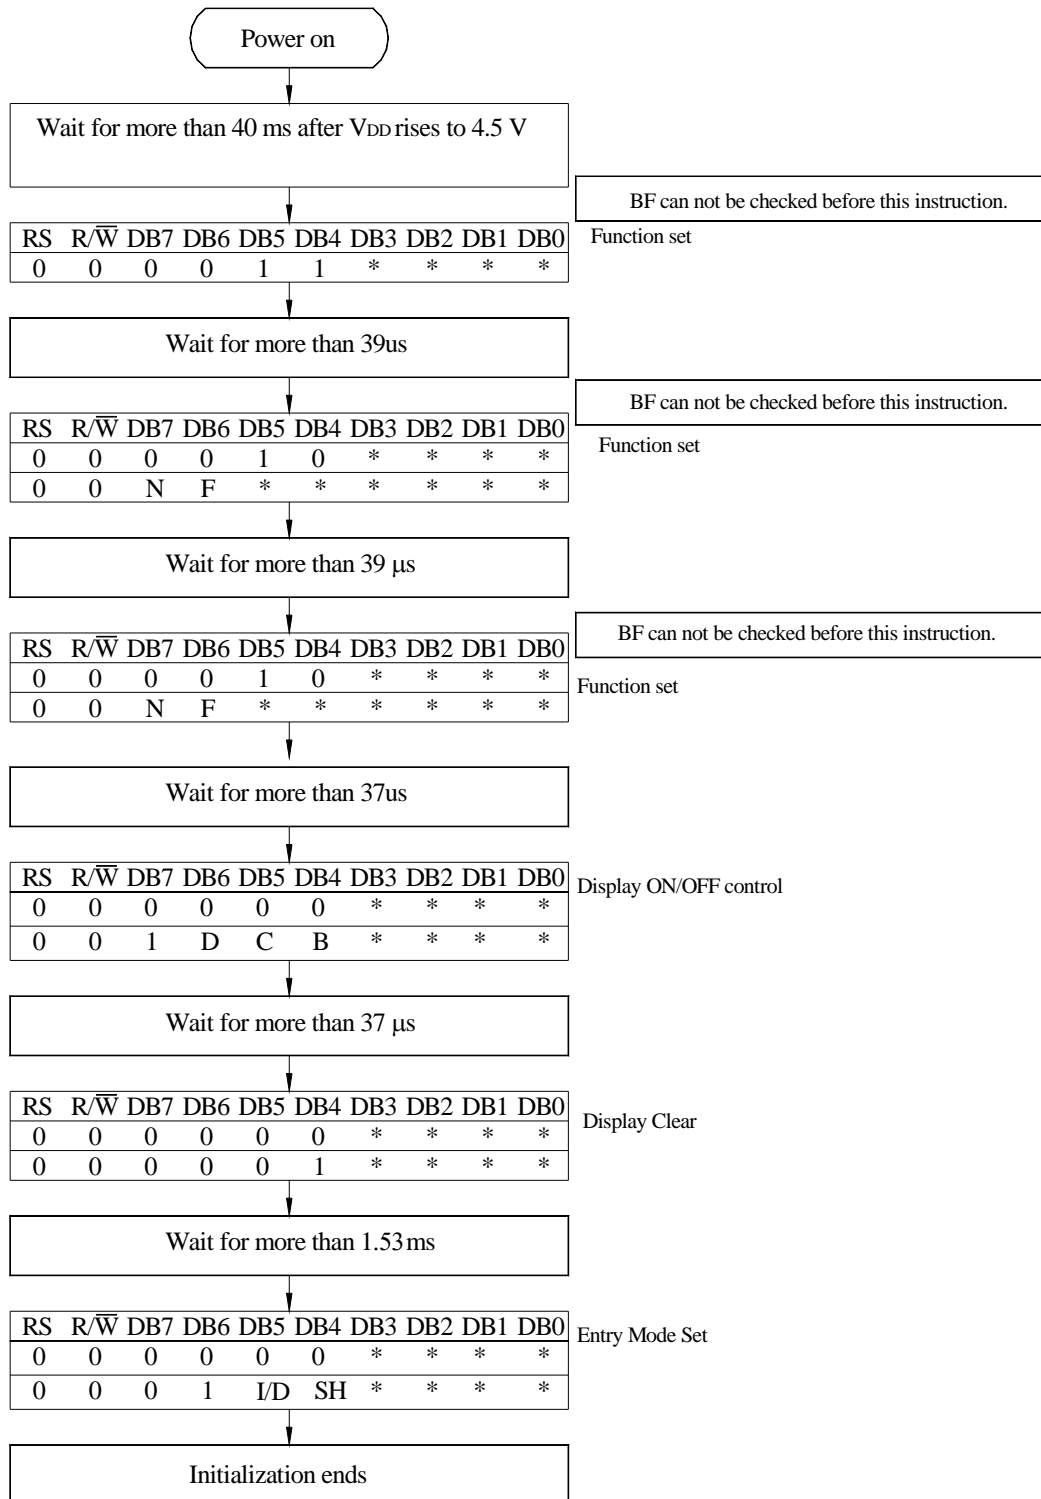 Power on
Wait for more than 40 ms after VDD rises to 4.5 V
BF can not be checked before this instruction.
RS R/W̅ DB7 DB6 DB5 DB4 DB3 DB2 DB1 DB0
Function set
0 0 0 0 1 1 * * * *
Wait for more than 39us
BF can not be checked before this instruction.
RS R/W̅ DB7 DB6 DB5 DB4 DB3 DB2 DB1 DB0
Function set
0 0 0 0 1 0 * * * *
0 0 N F * * * * * *
Wait for more than 39 μs
BF can not be checked before this instruction.
RS R/W̅ DB7 DB6 DB5 DB4 DB3 DB2 DB1 DB0
0 0 0 0 1 0 * * * *
Function set
0 0 N F * * * * * *
Wait for more than 37us
RS R/W̅ DB7 DB6 DB5 DB4 DB3 DB2 DB1 DB0
Display ON/OFF control
0 0 0 0 0 0 * * * *
0 0 1 D C B * * * *
Wait for more than 37 μs
RS R/W̅ DB7 DB6 DB5 DB4 DB3 DB2 DB1 DB0
Display Clear
0 0 0 0 0 0 * * * *
0 0 0 0 0 1 * * * *
Wait for more than 1.53ms
RS R/W̅ DB7 DB6 DB5 DB4 DB3 DB2 DB1 DB0
Entry Mode Set
0 0 0 0 0 0 * * * *
0 0 0 1 I/D SH * * * *
Initialization ends